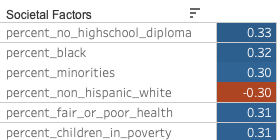 Societal Factors
percent_no_highschool_diploma 0.33
percent_black 0.32
percent_minorities 0.30
percent_non_hispanic_white -0.30
percent_fair_or_poor_health 0.31
percent_children_in_poverty 0.31